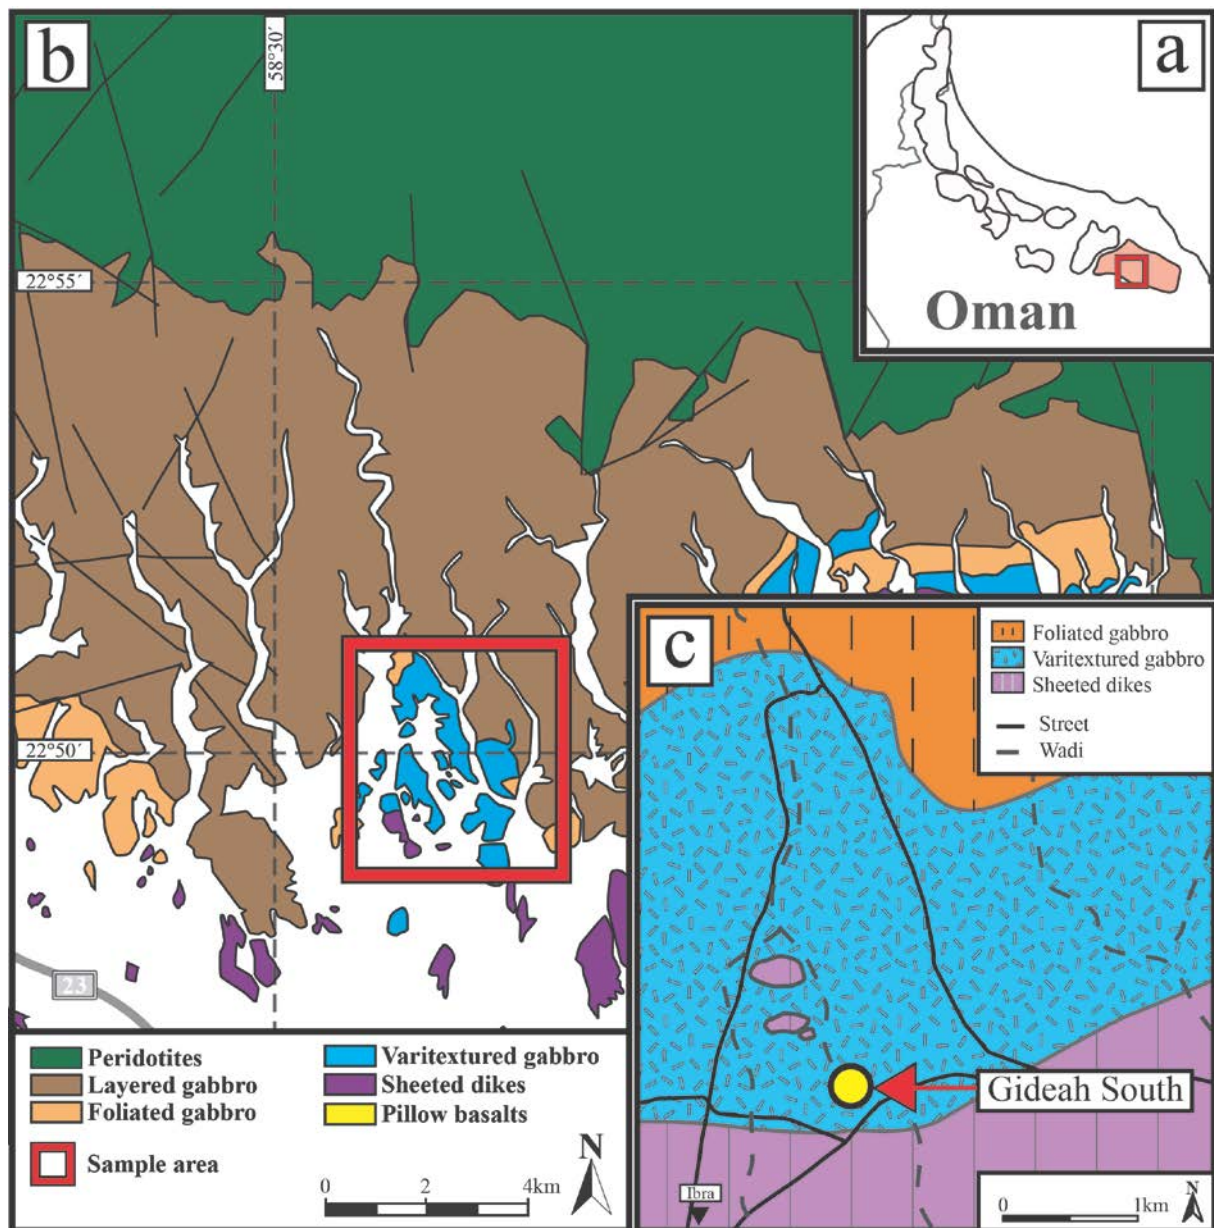 b
58°30´
a
Oman
22°55´
22°50´
23
c
Foliated gabbro
Varitextured gabbro
Sheeted dikes
Street
Wadi
Gideah South
Ibra
0 1km
N
Peridotites
Layered gabbro
Foliated gabbro
Sample area
Varitextured gabbro
Sheeted dikes
Pillow basalts
0 2 4km
N